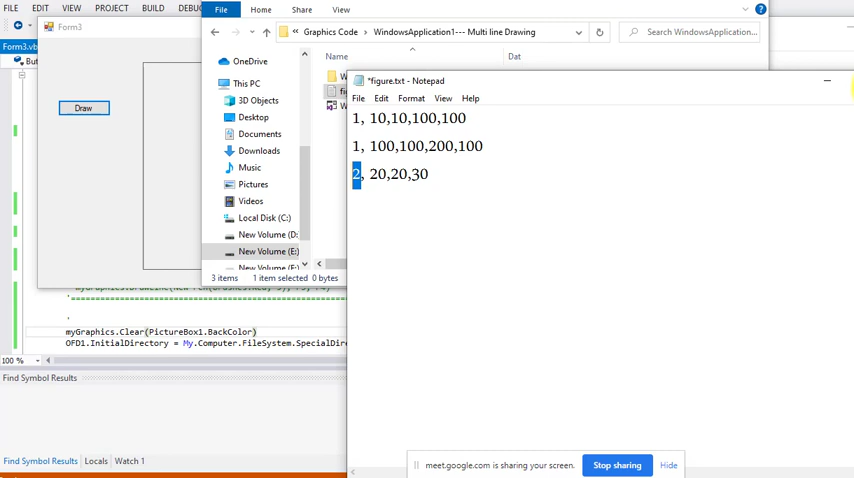 FILE EDIT VIEW PROJECT BUILD
Form3.vb
Form3
Draw
myGraphics.Clear(PictureBox1.BackColor)
OFD1.InitialDirectory = My.Computer.FileSystem.SpecialDire
100 %
Find Symbol Results
Find Symbol Results Locals Watch 1
File Home Share View
« Graphics Code > WindowsApplication1--- Multi line Drawing
Search WindowsApplication...
Name Dat
OneDrive
This PC
3D Objects
Desktop
Documents
Downloads
Music
Pictures
Videos
Local Disk (C:)
New Volume (D:
New Volume (E:)
3 items 1 item selected 0 bytes
*figure.txt - Notepad
File Edit Format View Help
1, 10,10,100,100
1, 100,100,200,100
2, 20,20,30
meet.google.com is sharing your screen. Stop sharing Hide